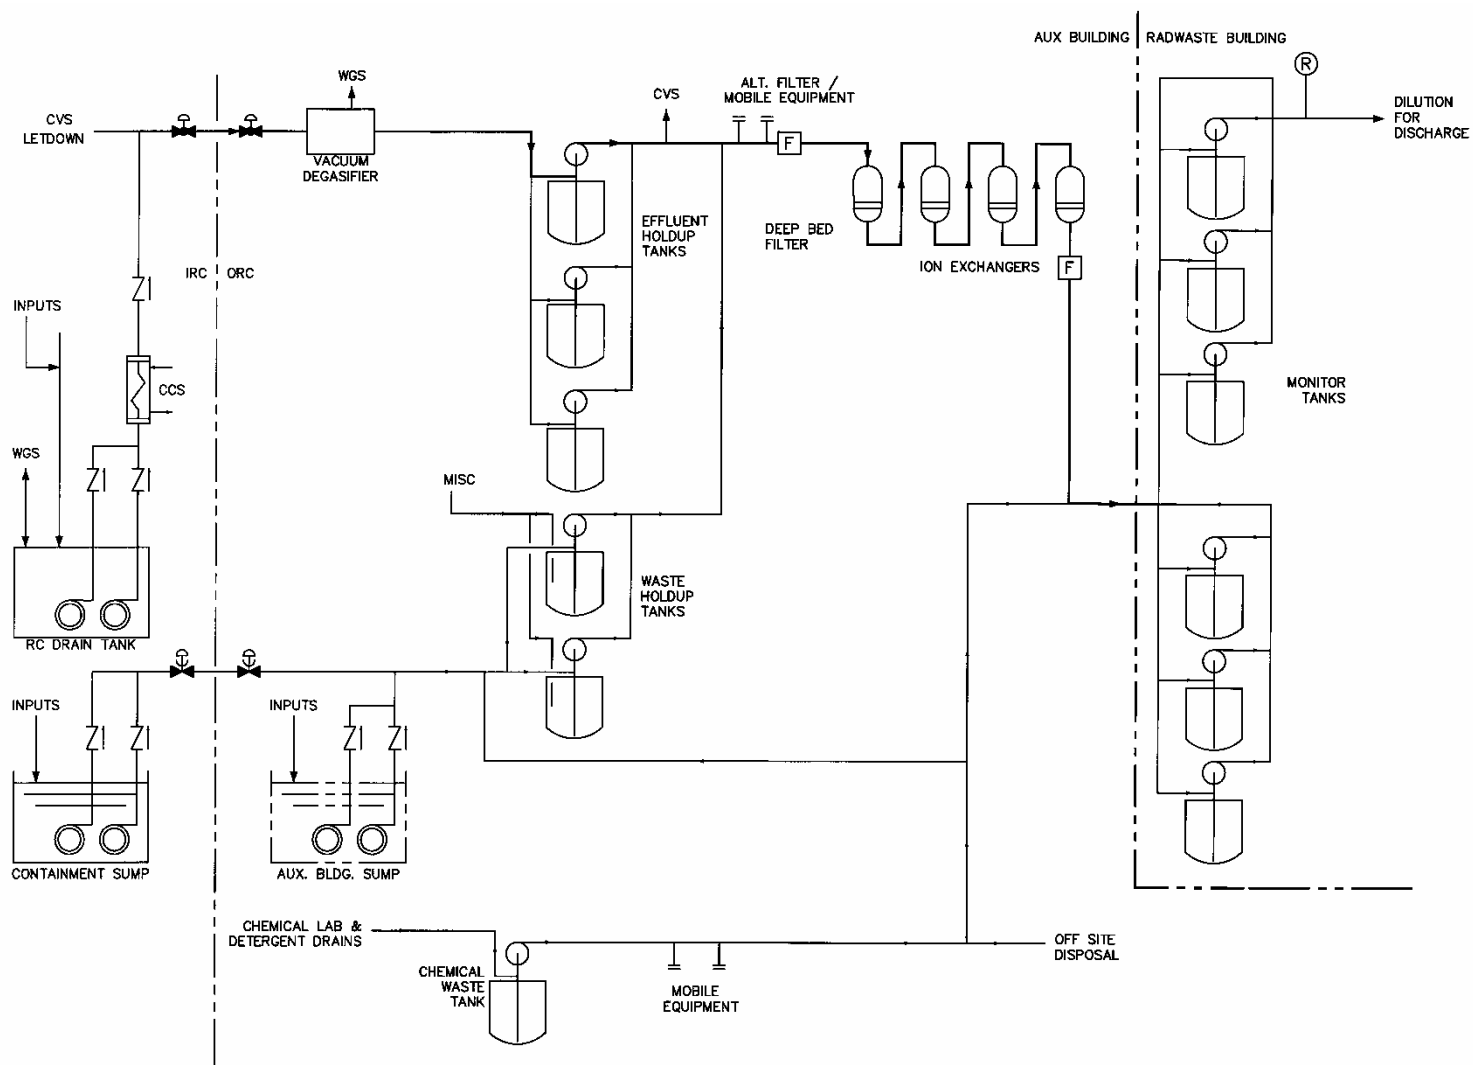 AUX BUILDING
RADWASTE BUILDING
R
WGS
ALT. FILTER /
MOBILE EQUIPMENT
CVS
CVS
LETDOWN
DILUTION
FOR
DISCHARGE
F
VACUUM
DEGASIFIER
EFFLUENT
HOLDUP
TANKS
DEEP BED
FILTER
ION EXCHANGERS
F
IRC
ORC
INPUTS
CCS
MONITOR
TANKS
WGS
MISC
WASTE
HOLDUP
TANKS
RC DRAIN TANK
INPUTS
INPUTS
CONTAINMENT SUMP
AUX. BLDG. SUMP
CHEMICAL LAB &
DETERGENT DRAINS
OFF SITE
DISPOSAL
CHEMICAL
WASTE
TANK
MOBILE
EQUIPMENT